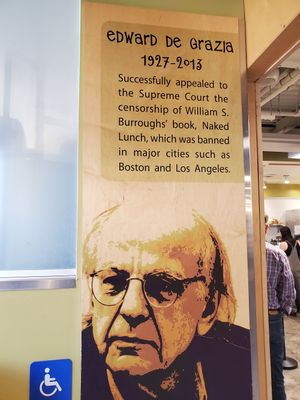 Edward de Grazia
1927-2013
Successfully appealed to
the Supreme Court the
censorship of William S.
Burroughs' book, Naked
Lunch, which was banned
in major cities such as
Boston and Los Angeles.